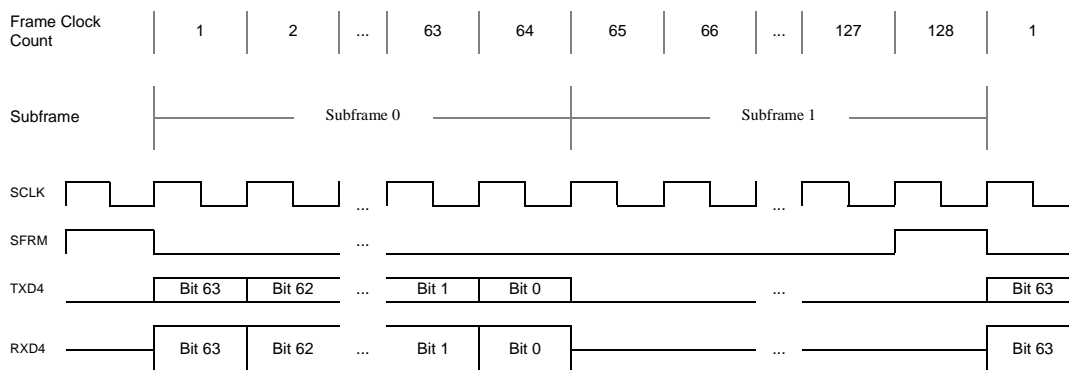 Frame Clock
Count
1 2 ... 63 64 65 66 ... 127 128 1
Subframe Subframe 0 Subframe 1
SCLK ... ...
SFRM ...
TXD4 Bit 63 Bit 62 ... Bit 1 Bit 0 ... Bit 63
RXD4 Bit 63 Bit 62 ... Bit 1 Bit 0 ... Bit 63